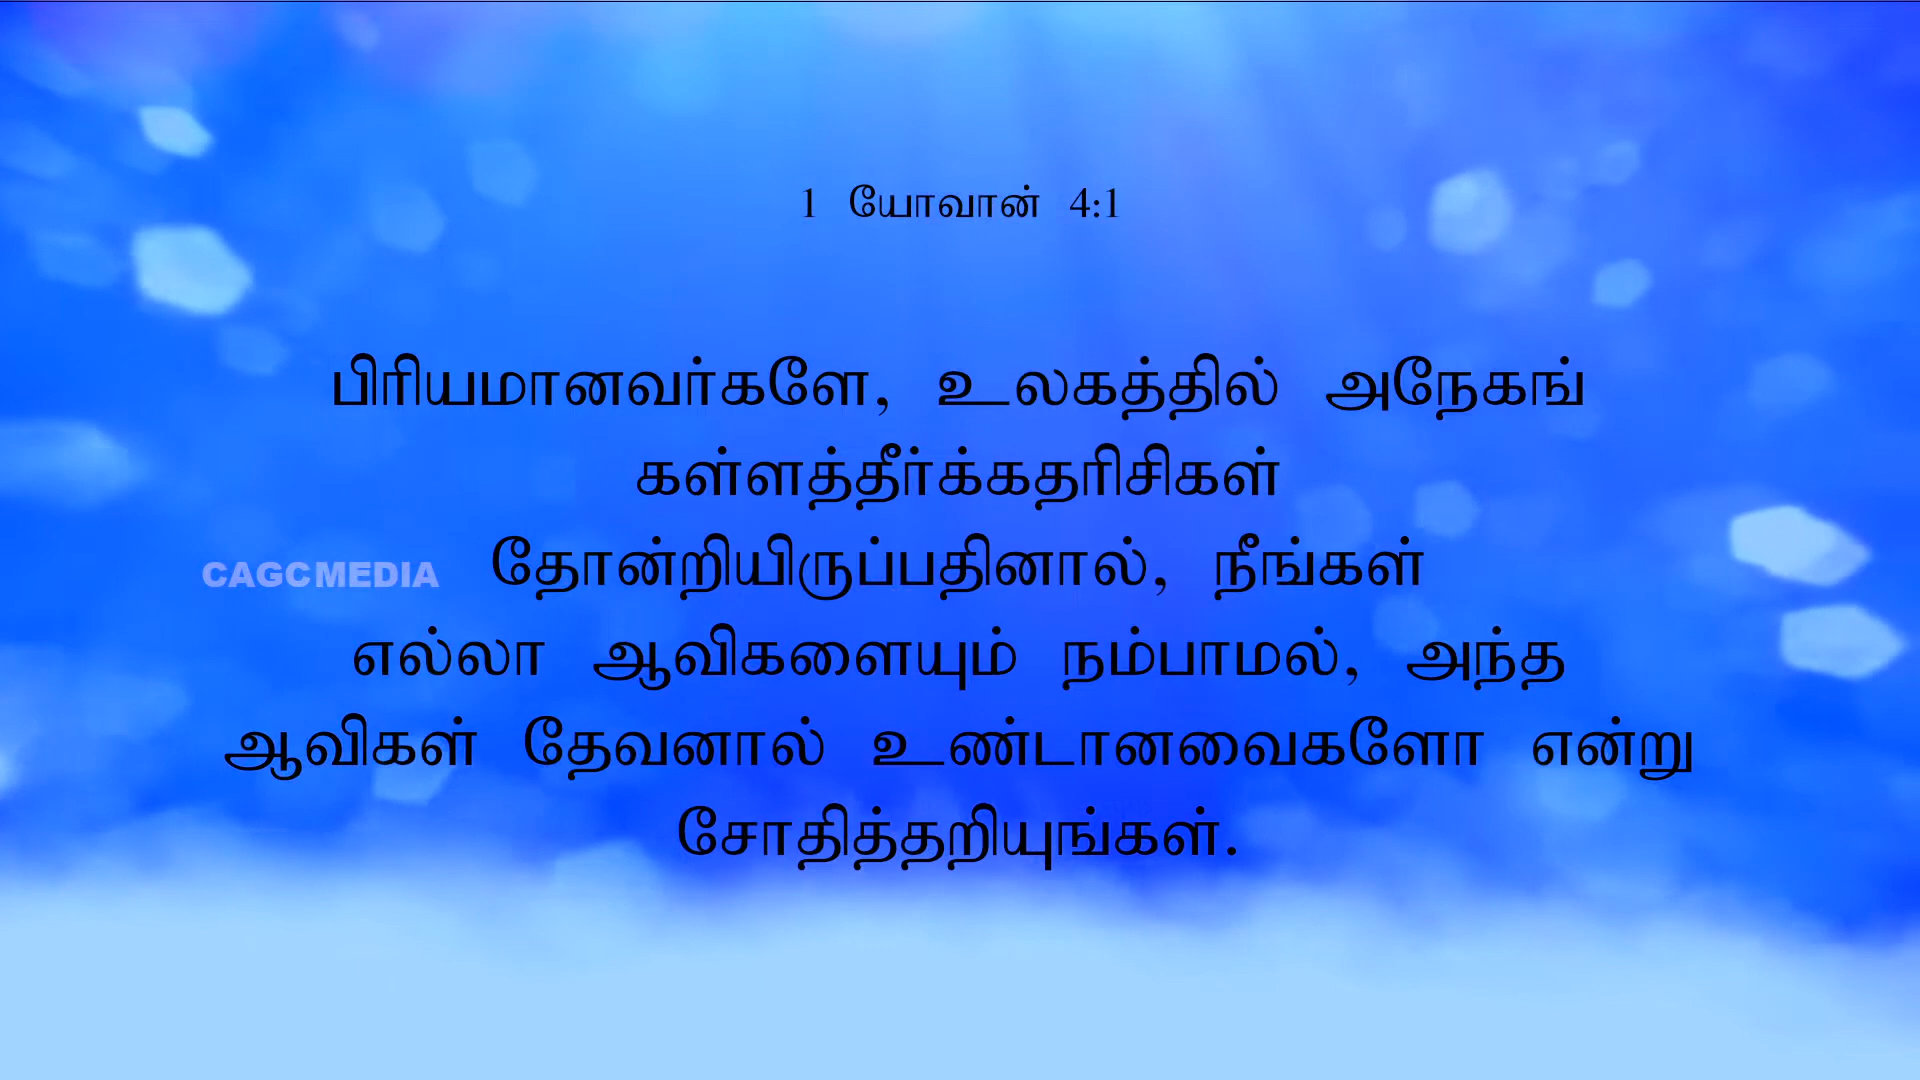 1 யோவான் 4:1
பிரியமானவர்களே, உலகத்தில் அநேகங்
கள்ளத்தீர்க்கதரிசிகள்
தோன்றியிருப்பதினால், நீங்கள்
எல்லா ஆவிகளையும் நம்பாமல், அந்த
ஆவிகள் தேவனால் உண்டானவைகளோ என்று
சோதித்தறியுங்கள்.
CAGCMEDIA